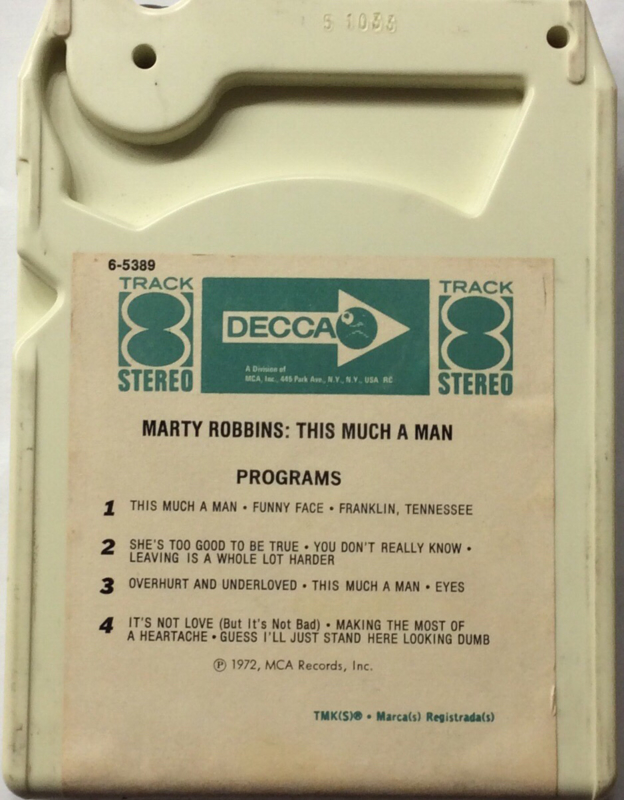 S 1033
6-5389
TRACK
8
STEREO
DECCA
A Division of
MCA, Inc., 445 Park Ave., N.Y., N.Y., USA RC
TRACK
8
STEREO
MARTY ROBBINS: THIS MUCH A MAN
PROGRAMS
1 THIS MUCH A MAN • FUNNY FACE • FRANKLIN, TENNESSEE
2 SHE'S TOO GOOD TO BE TRUE • YOU DON'T REALLY KNOW •
LEAVING IS A WHOLE LOT HARDER
3 OVERHURT AND UNDERLOVED • THIS MUCH A MAN • EYES
4 IT'S NOT LOVE (But It's Not Bad) • MAKING THE MOST OF
A HEARTACHE • GUESS I'LL JUST STAND HERE LOOKING DUMB
℗ 1972, MCA Records, Inc.
TMK(S)® • Marca(s) Registrada(s)